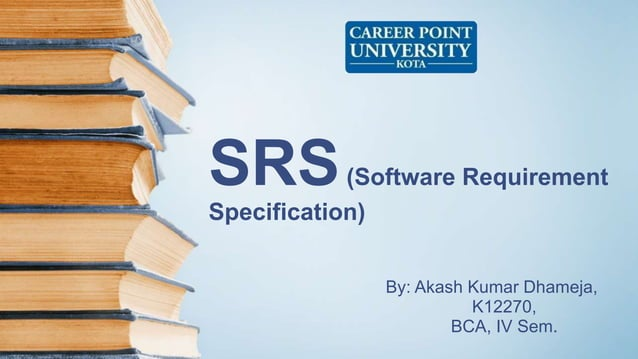 CAREER POINT
UNIVERSITY
KOTA
SRS (Software Requirement
Specification)
By: Akash Kumar Dhameja,
K12270,
BCA, IV Sem.